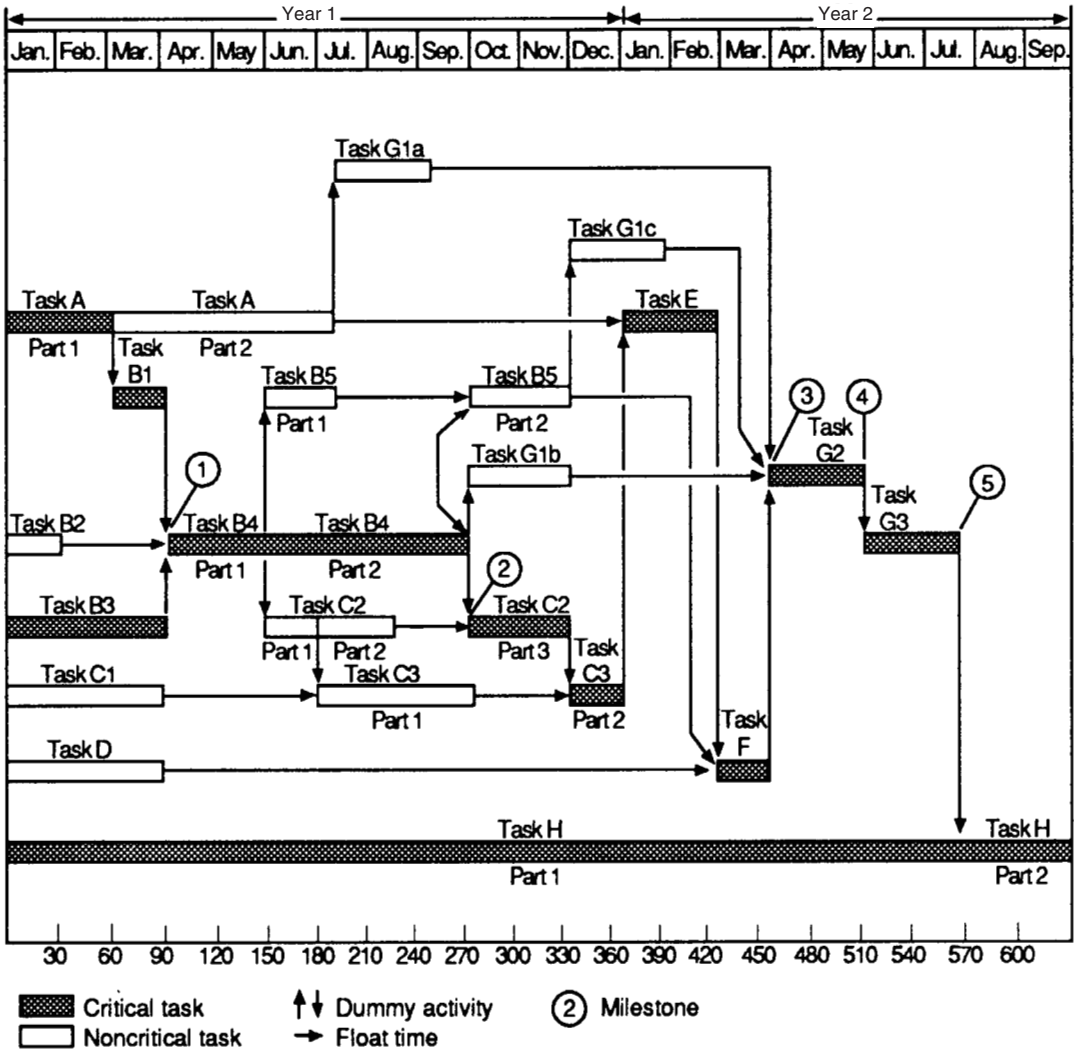 Year 1 Year 2
Jan. Feb. Mar. Apr. May Jun. Jul. Aug. Sep. Oct. Nov. Dec. Jan. Feb. Mar. Apr. May Jun. Jul. Aug. Sep.
Task G1a
Task G1c
Task A Task A Task E
Part 1 Task Part 2
B1 Task B5 Task B5
Part 1 Part 2 3 4
Task
Task G1b G2
1 5
Task
Task B2 Task B4 Task B4 G3
Part 1 Part 2 2
Task B3 Task C2 Task C2
Part 1 Part 2 Part 3 Task
Task C1 Task C3 C3
Part 1 Part 2 Task
Task D F
Task H Task H
Part 1 Part 2
30 60 90 120 150 180 210 240 270 300 330 360 390 420 450 480 510 540 570 600
Critical task Dummy activity 2 Milestone
Noncritical task Float time